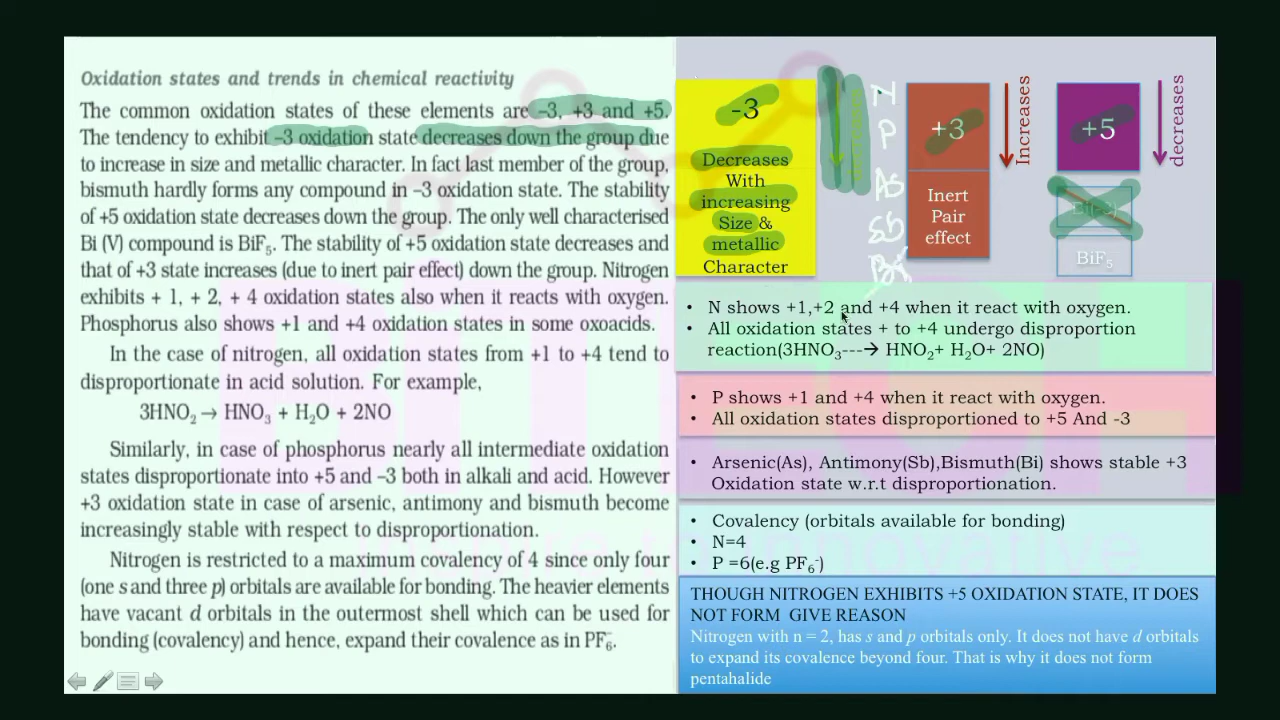 Oxidation states and trends in chemical reactivity
The common oxidation states of these elements are –3, +3 and +5.
The tendency to exhibit –3 oxidation state decreases down the group due
to increase in size and metallic character. In fact last member of the group,
bismuth hardly forms any compound in –3 oxidation state. The stability
of +5 oxidation state decreases down the group. The only well characterised
Bi (V) compound is BiF₅. The stability of +5 oxidation state decreases and
that of +3 state increases (due to inert pair effect) down the group. Nitrogen
exhibits + 1, + 2, + 4 oxidation states also when it reacts with oxygen.
Phosphorus also shows +1 and +4 oxidation states in some oxoacids.
In the case of nitrogen, all oxidation states from +1 to +4 tend to
disproportionate in acid solution. For example,
3HNO₂ → HNO₃ + H₂O + 2NO
Similarly, in case of phosphorus nearly all intermediate oxidation
states disproportionate into +5 and –3 both in alkali and acid. However
+3 oxidation state in case of arsenic, antimony and bismuth become
increasingly stable with respect to disproportionation.
Nitrogen is restricted to a maximum covalency of 4 since only four
(one s and three p) orbitals are available for bonding. The heavier elements
have vacant d orbitals in the outermost shell which can be used for
bonding (covalency) and hence, expand their covalence as in PF₆⁻.
-3
Decreases
With
increasing
Size &
metallic
Character
N
P
As
Sb
Bi
+3
Inert
Pair
effect
Increases
+5
BiF₅
decreases
• N shows +1,+2 and +4 when it react with oxygen.
• All oxidation states + to +4 undergo disproportion
reaction(3HNO₃---→ HNO₂+ H₂O+ 2NO)
• P shows +1 and +4 when it react with oxygen.
• All oxidation states disproportioned to +5 And -3
• Arsenic(As), Antimony(Sb),Bismuth(Bi) shows stable +3
Oxidation state w.r.t disproportionation.
• Covalency (orbitals available for bonding)
• N=4
• P =6(e.g PF₆⁻)
THOUGH NITROGEN EXHIBITS +5 OXIDATION STATE, IT DOES
NOT FORM GIVE REASON
Nitrogen with n = 2, has s and p orbitals only. It does not have d orbitals
to expand its covalence beyond four. That is why it does not form
pentahalide